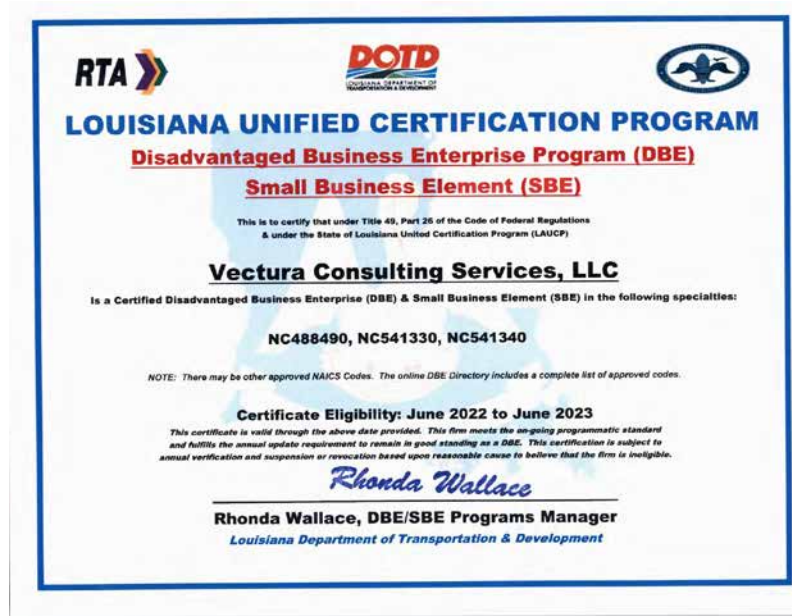 RTA
DOTD
LOUISIANA DEPARTMENT OF
TRANSPORTATION & DEVELOPMENT
LOUISIANA UNIFIED CERTIFICATION PROGRAM
Disadvantaged Business Enterprise Program (DBE)
Small Business Element (SBE)
This is to certify that under Title 49, Part 26 of the Code of Federal Regulations
& under the State of Louisiana United Certification Program (LAUCP)
Vectura Consulting Services, LLC
Is a Certified Disadvantaged Business Enterprise (DBE) & Small Business Element (SBE) in the following specialties:
NC488490, NC541330, NC541340
NOTE: There may be other approved NAICS Codes. The online DBE Directory includes a complete list of approved codes.
Certificate Eligibility: June 2022 to June 2023
This certificate is valid through the above date provided. This firm meets the on-going programmatic standard
and fulfills the annual update requirement to remain in good standing as a DBE. This certification is subject to
annual verification and suspension or revocation based upon reasonable cause to believe that the firm is ineligible.
Rhonda Wallace
Rhonda Wallace, DBE/SBE Programs Manager
Louisiana Department of Transportation & Development